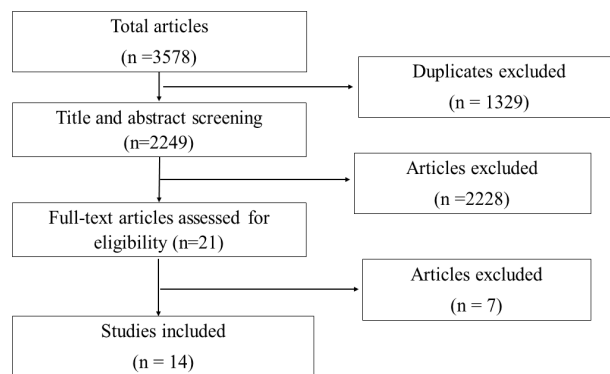 Total articles
(n =3578)
Duplicates excluded
(n = 1329)
Title and abstract screening
(n=2249)
Articles excluded
(n =2228)
Full-text articles assessed for
eligibility (n=21)
Articles excluded
(n = 7)
Studies included
(n = 14)